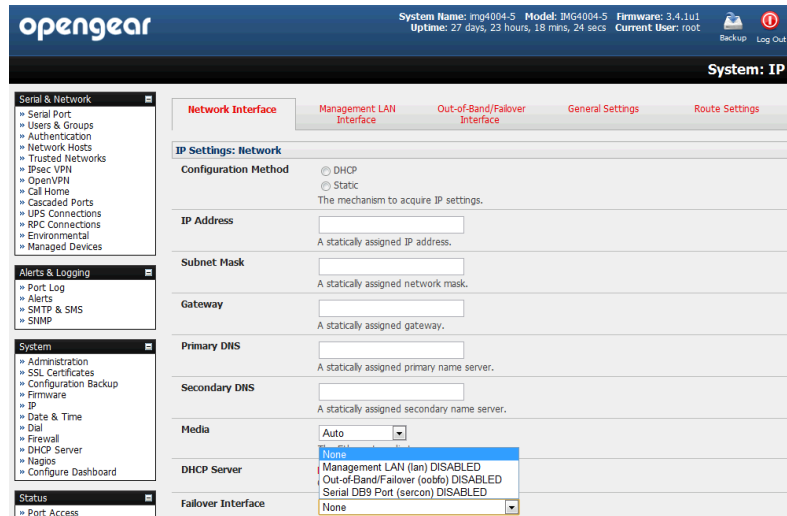 opengear
System Name: img4004-5 Model: IMG4004-5 Firmware: 3.4.1u1
Uptime: 27 days, 23 hours, 18 mins, 24 secs Current User: root
Backup
Log Out
System: IP
Serial & Network
» Serial Port
» Users & Groups
» Authentication
» Network Hosts
» Trusted Networks
» IPsec VPN
» OpenVPN
» Call Home
» Cascaded Ports
» UPS Connections
» RPC Connections
» Environmental
» Managed Devices
Alerts & Logging
» Port Log
» Alerts
» SMTP & SMS
» SNMP
System
» Administration
» SSL Certificates
» Configuration Backup
» Firmware
» IP
» Date & Time
» Dial
» Firewall
» DHCP Server
» Nagios
» Configure Dashboard
Status
» Port Access
Network Interface
Management LAN
Interface
Out-of-Band/Failover
Interface
General Settings
Route Settings
IP Settings: Network
Configuration Method
DHCP
Static
The mechanism to acquire IP settings.
IP Address
A statically assigned IP address.
Subnet Mask
A statically assigned network mask.
Gateway
A statically assigned gateway.
Primary DNS
A statically assigned primary name server.
Secondary DNS
A statically assigned secondary name server.
Media
Auto
DHCP Server
None
Management LAN (lan) DISABLED
Out-of-Band/Failover (oobfo) DISABLED
Serial DB9 Port (sercon) DISABLED
Failover Interface
None